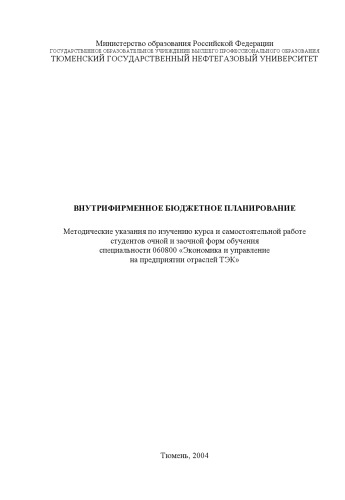 Министерство образования Российской Федерации
ГОСУДАРСТВЕННОЕ ОБРАЗОВАТЕЛЬНОЕ УЧРЕЖДЕНИЕ ВЫСШЕГО ПРОФЕССИОНАЛЬНОГО ОБРАЗОВАНИЯ
ТЮМЕНСКИЙ ГОСУДАРСТВЕННЫЙ НЕФТЕГАЗОВЫЙ УНИВЕРСИТЕТ
ВНУТРИФИРМЕННОЕ БЮДЖЕТНОЕ ПЛАНИРОВАНИЕ
Методические указания по изучению курса и самостоятельной работе
студентов очной и заочной форм обучения
специальности 060800 «Экономика и управление
на предприятии отраслей ТЭК»
Тюмень, 2004